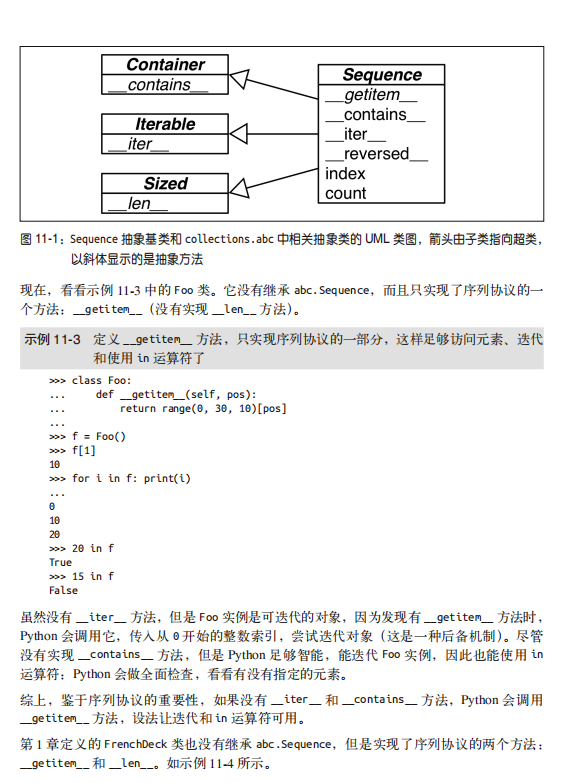 Container
__contains__
Iterable
__iter__
Sized
__len__
Sequence
__getitem__
__contains__
__iter__
__reversed__
index
count
图 11-1：Sequence 抽象基类和 collections.abc 中相关抽象类的 UML 类图，箭头由子类指向超类，
以斜体显示的是抽象方法
现在，看看示例 11-3 中的 Foo 类。它没有继承 abc.Sequence，而且只实现了序列协议的一
个方法：__getitem__（没有实现 __len__ 方法）。
示例 11-3 定义 __getitem__ 方法，只实现序列协议的一部分，这样足够访问元素、迭代
和使用 in 运算符了
>>> class Foo:
...     def __getitem__(self, pos):
...         return range(0, 30, 10)[pos]
...
>>> f = Foo()
>>> f[1]
10
>>> for i in f: print(i)
...
0
10
20
>>> 20 in f
True
>>> 15 in f
False
虽然没有 __iter__ 方法，但是 Foo 实例是可迭代的对象，因为发现有 __getitem__ 方法时，
Python 会调用它，传入从 0 开始的整数索引，尝试迭代对象（这是一种后备机制）。尽管
没有实现 __contains__ 方法，但是 Python 足够智能，能迭代 Foo 实例，因此也能使用 in
运算符：Python 会做全面检查，看看有没有指定的元素。
综上，鉴于序列协议的重要性，如果没有 __iter__ 和 __contains__ 方法，Python 会调用
__getitem__ 方法，设法让迭代和 in 运算符可用。
第 1 章定义的 FrenchDeck 类也没有继承 abc.Sequence，但是实现了序列协议的两个方法：
__getitem__ 和 __len__。如示例 11-4 所示。